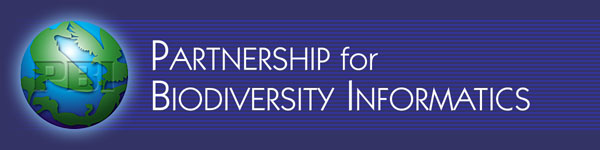 PBI
PARTNERSHIP for
BIODIVERSITY INFORMATICS